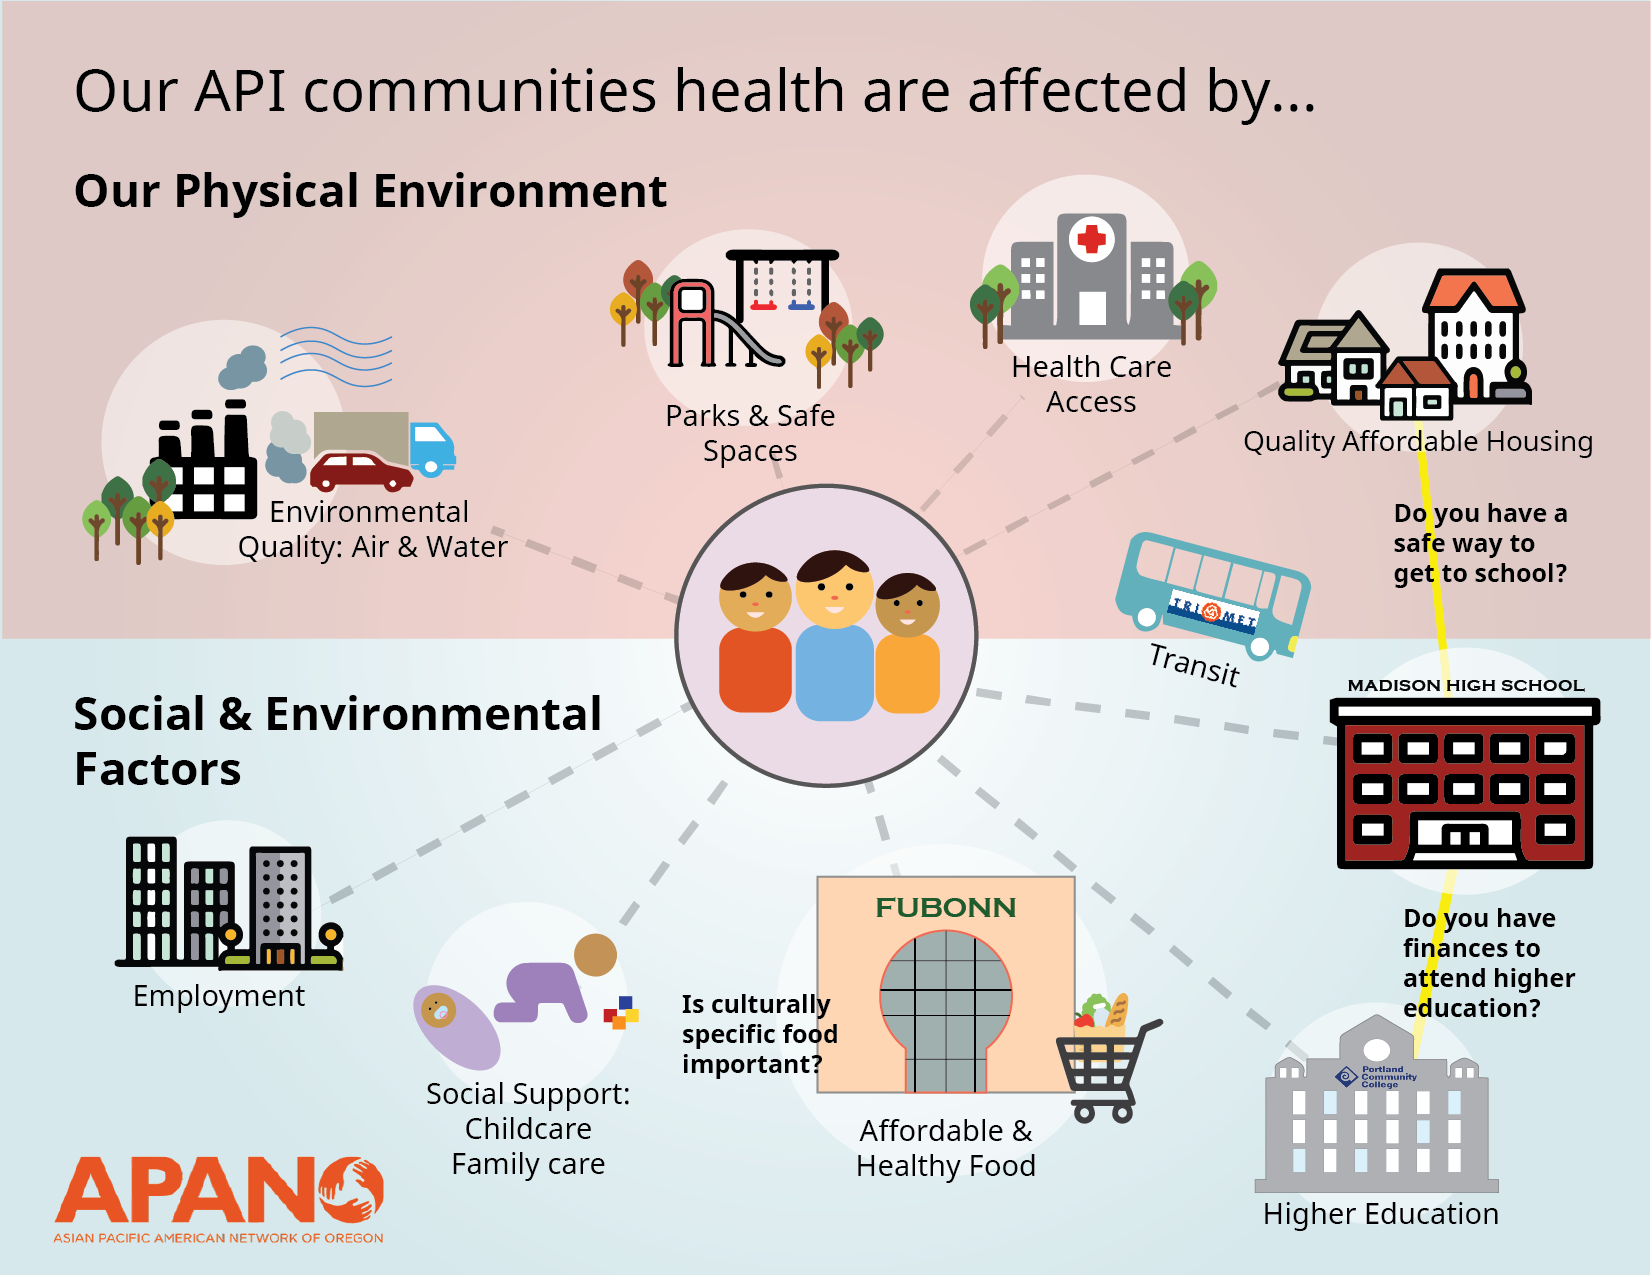 Our API communities health are affected by...
Our Physical Environment
Environmental
Quality: Air & Water
Parks & Safe
Spaces
Health Care
Access
Quality Affordable Housing
Do you have a
safe way to
get to school?
TRI MET
Transit
MADISON HIGH SCHOOL
Social & Environmental
Factors
Employment
Social Support:
Childcare
Family care
Is culturally
specific food
important?
FUBONN
Affordable &
Healthy Food
Do you have
finances to
attend higher
education?
Portland
Community
College
Higher Education
APANO
ASIAN PACIFIC AMERICAN NETWORK OF OREGON